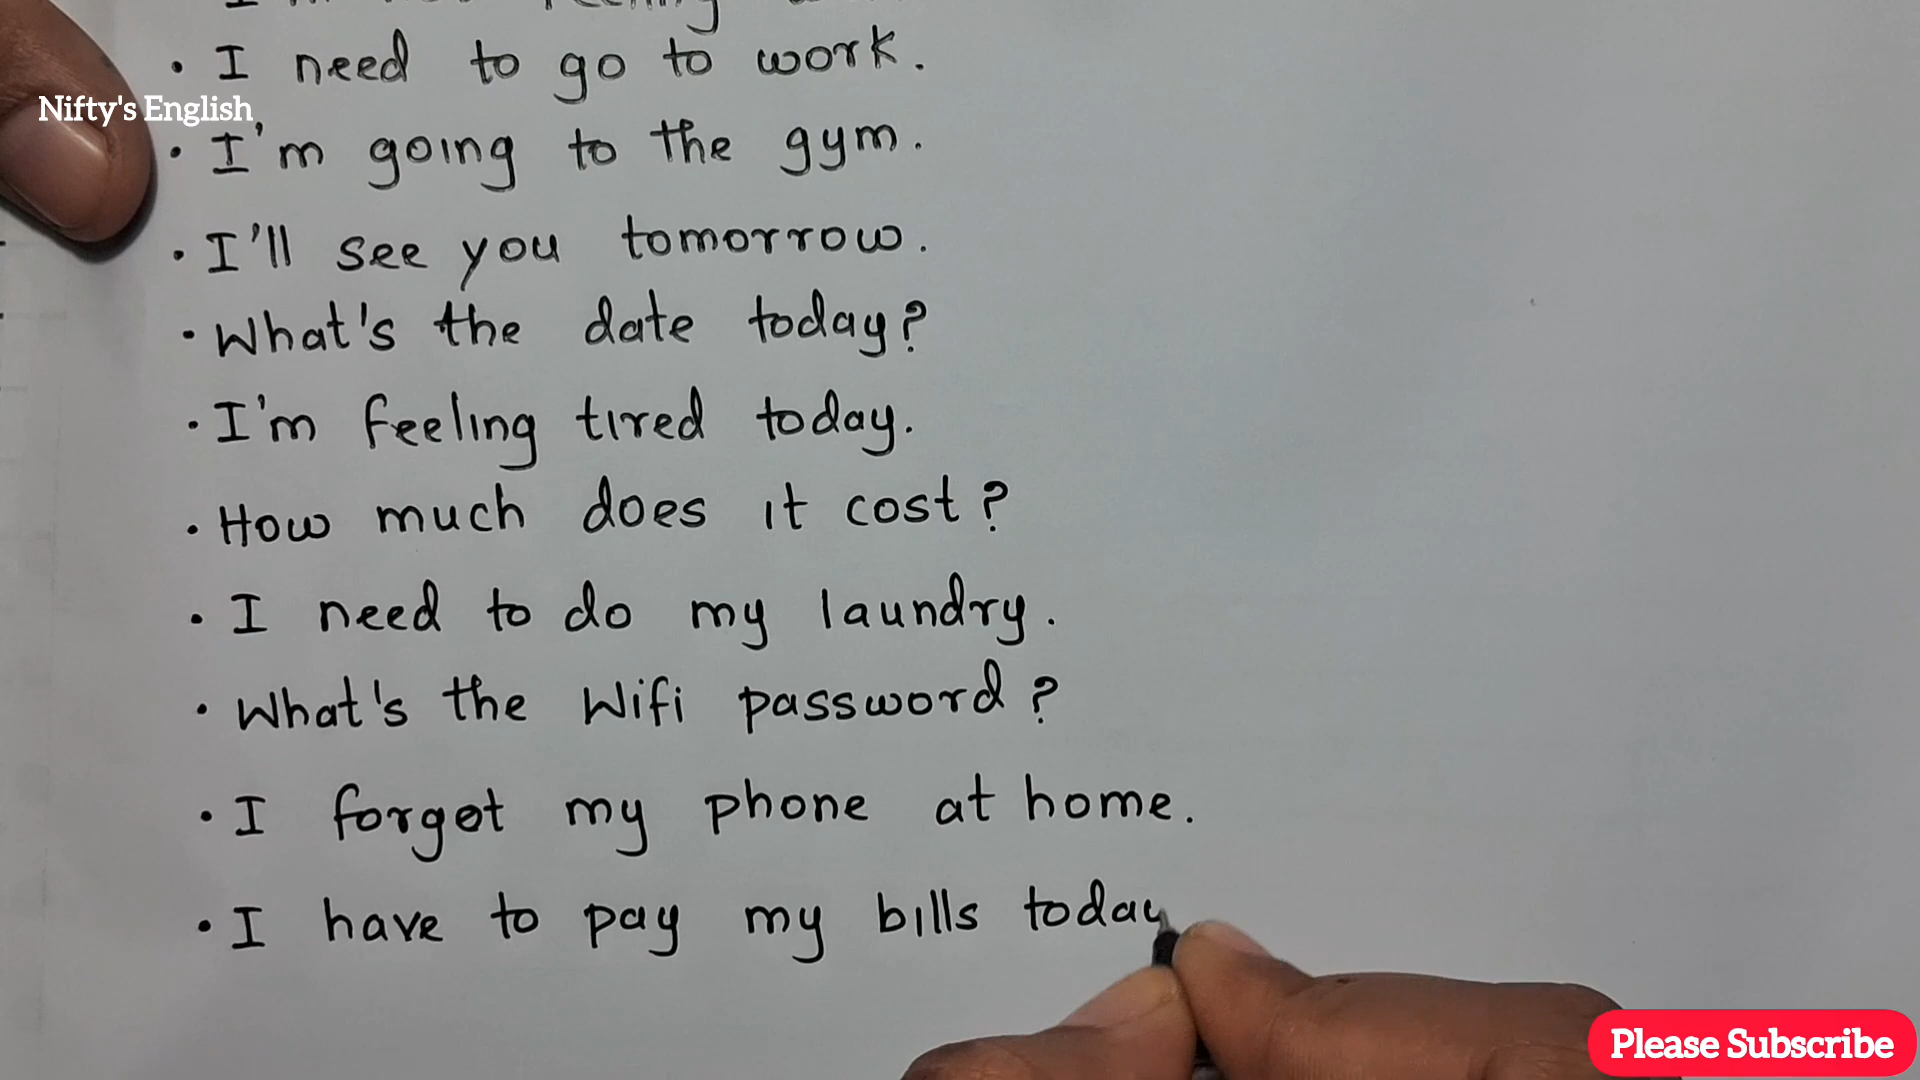 • I need to go to work.
Nifty's English
• I'm going to the gym.
• I'll see you tomorrow.
• What's the date today?
• I'm feeling tired today.
• How much does it cost?
• I need to do my laundry.
• What's the Wifi password?
• I forgot my phone at home.
• I have to pay my bills today
Please Subscribe